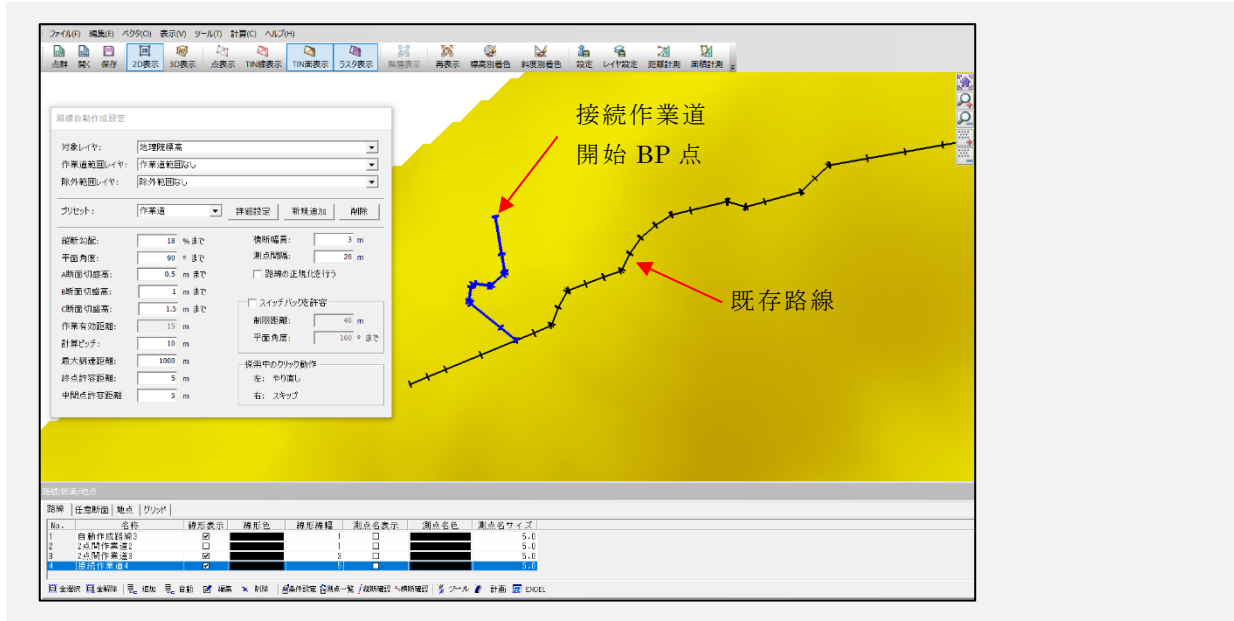 ファイル(F) 編集(E) ベクタ(O) 表示(V) ツール(T) 計算(C) ヘルプ(H)
点群 開く 保存 2D表示 3D表示 点表示 TIN線表示 TIN面表示 ラスタ表示 陰影表示 再表示 標高別着色 斜度別着色 設定 レイヤ設定 距離計測 面積計測
接続作業道
開始 BP 点
既存路線
路線自動作成設定
対象レイヤ: 地理院標高
作業道範囲レイヤ: 作業道範囲なし
除外範囲レイヤ: 除外範囲なし
プリセット: 作業道 詳細設定 新規追加 削除
縦断勾配: 18 %まで 横断幅員: 3 m
平面角度: 90 °まで 測点間隔: 20 m
A断面切盛高: 0.5 mまで 路線の正規化を行う
B断面切盛高: 1 mまで スイッチバックを許容
C断面切盛高: 1.5 mまで 制限距離: 40 m
作業有効距離: 15 m 平面角度: 160 °まで
計算ピッチ: 10 m
最大到達距離: 1000 m 探索中のクリック動作
終点許容距離: 5 m 左: やり直し
中間点許容距離 5 m 右: スキップ
路線/断面/地点
路線 任意断面 地点 グリッド
No. 名称 線形表示 線形色 線形線幅 測点名表示 測点名色 測点名サイズ
1 自動作成路線3 1 5.0
2 2点間作業道2 1 5.0
3 2点間作業道3 3 5.0
4 接続作業道4 5 5.0
全選択 全解除 追加 自動 編集 削除 条件設定 測点一覧 縦断確認 横断確認 ツール 計画 EXCEL